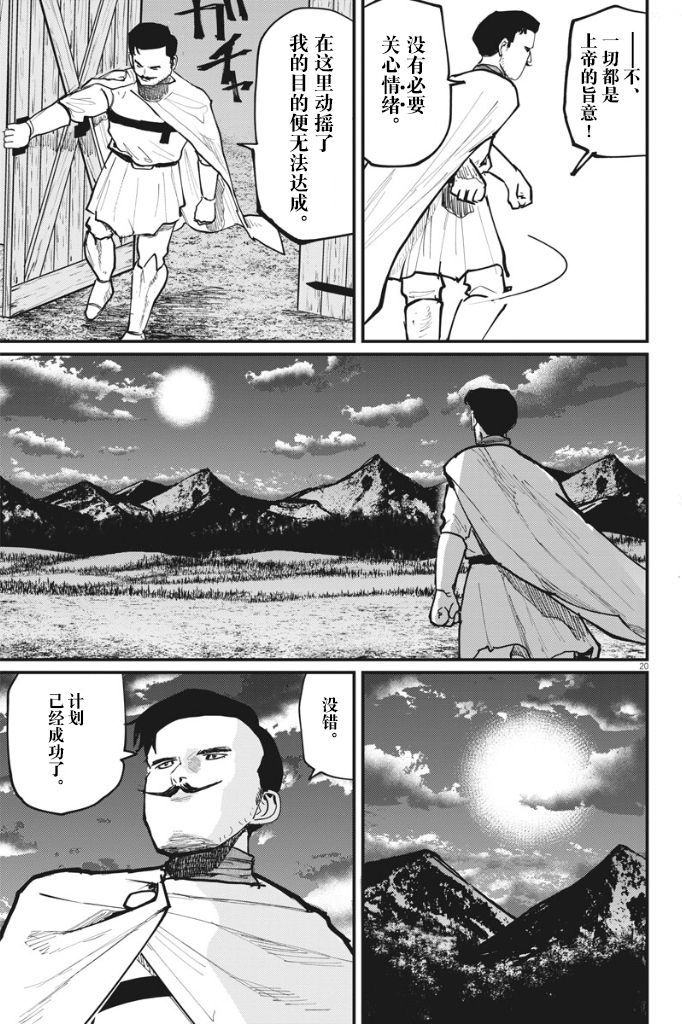 ——不、
一切都是
上帝的旨意！
没有必要
关心情绪。
在这里动摇了
我的目的便无法达成。
ガチャ
20
没错。
计划
已经成功了。